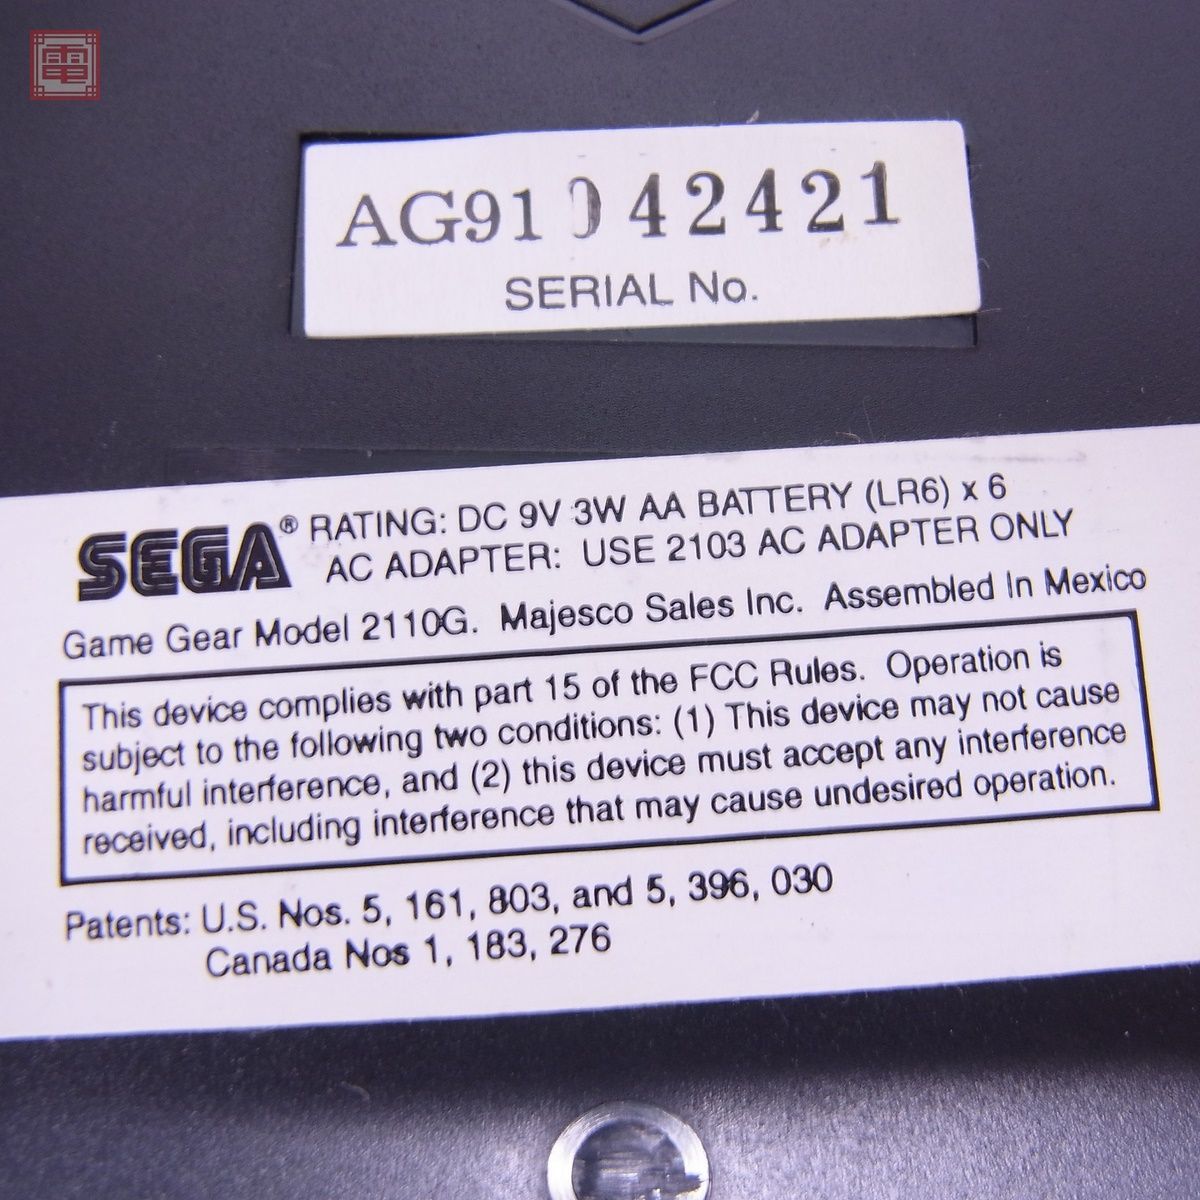 AG91042421
SERIAL No.
SEGA® RATING: DC 9V 3W AA BATTERY (LR6) x 6
AC ADAPTER: USE 2103 AC ADAPTER ONLY
Game Gear Model 2110G. Majesco Sales Inc. Assembled In Mexico
This device complies with part 15 of the FCC Rules. Operation is
subject to the following two conditions: (1) This device may not cause
harmful interference, and (2) this device must accept any interference
received, including interference that may cause undesired operation.
Patents: U.S. Nos. 5, 161, 803, and 5, 396, 030
Canada Nos 1, 183, 276